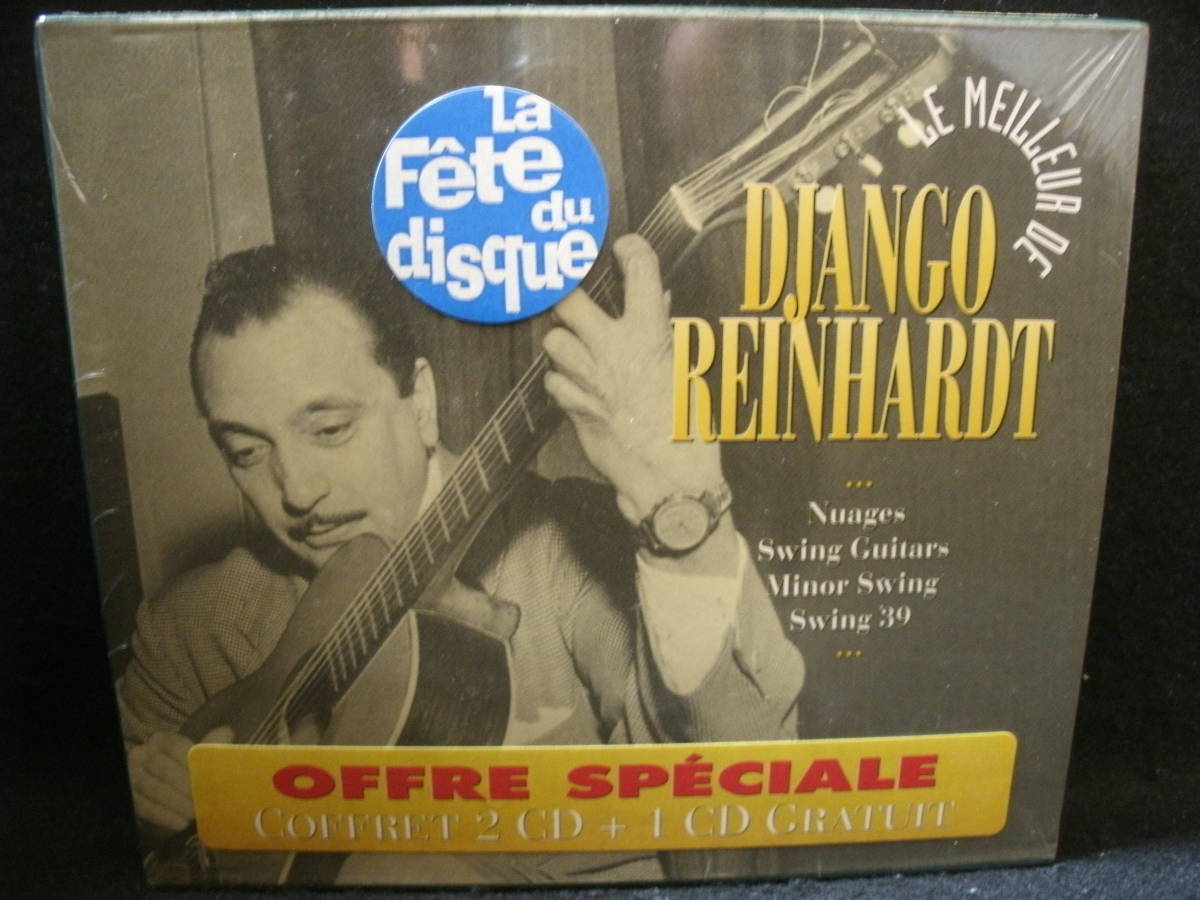 La
Fête
du
disque
LE MEILLEUR DE
DJANGO
REINHARDT
...
Nuages
Swing Guitars
Minor Swing
Swing 39
...
OFFRE SPÉCIALE
COFFRET 2 CD + 1 CD GRATUIT